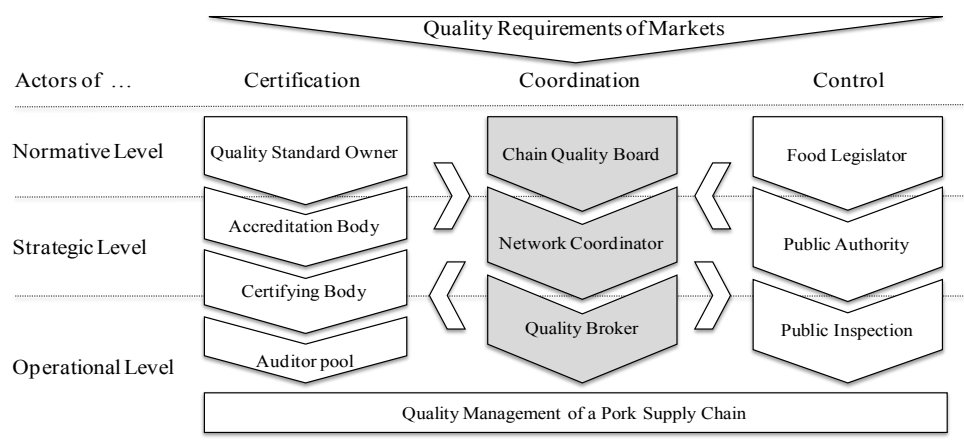 Quality Requirements of Markets
Actors of … Certification Coordination Control
Normative Level Quality Standard Owner Chain Quality Board Food Legislator
Accreditation Body
Strategic Level Network Coordinator Public Authority
Certifying Body
Quality Broker Public Inspection
Operational Level Auditor pool
Quality Management of a Pork Supply Chain